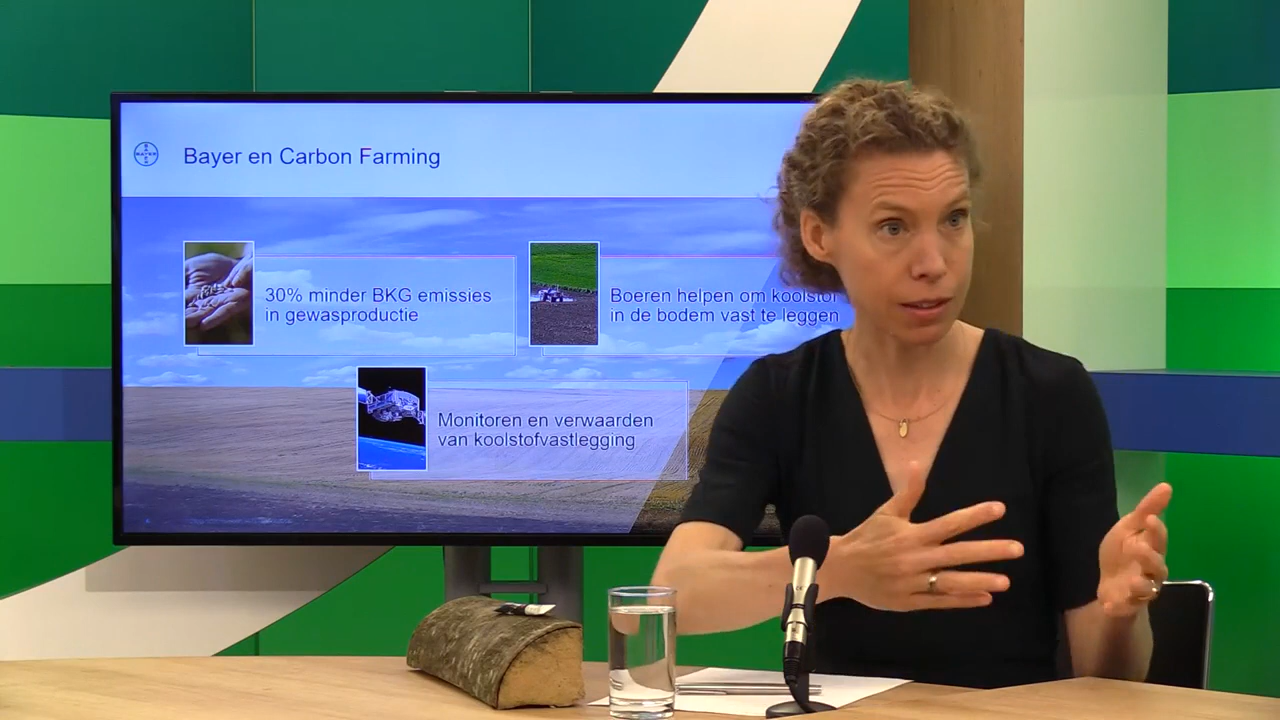 Bayer en Carbon Farming
30% minder BKG emissies
in gewasproductie
Boeren helpen om koolstof
in de bodem vast te leggen
Monitoren en verwaarden
van koolstofvastlegging